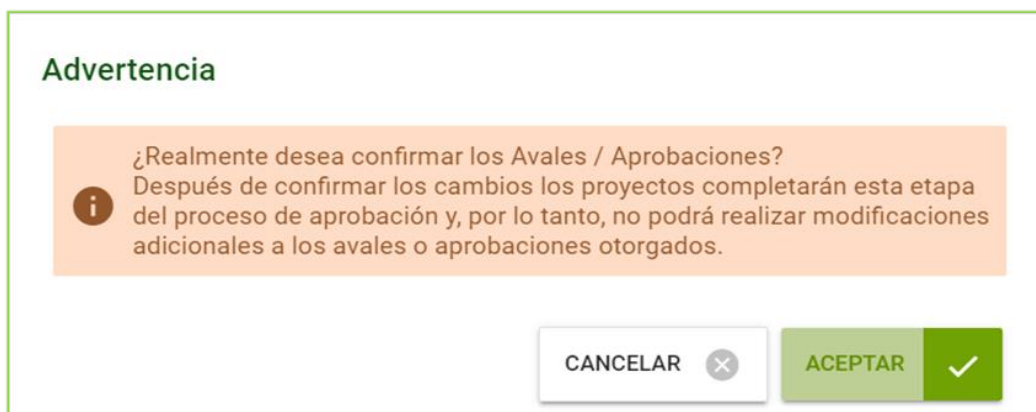 Advertencia
¿Realmente desea confirmar los Avales / Aprobaciones?
Después de confirmar los cambios los proyectos completarán esta etapa
del proceso de aprobación y, por lo tanto, no podrá realizar modificaciones
adicionales a los avales o aprobaciones otorgados.
CANCELAR
ACEPTAR